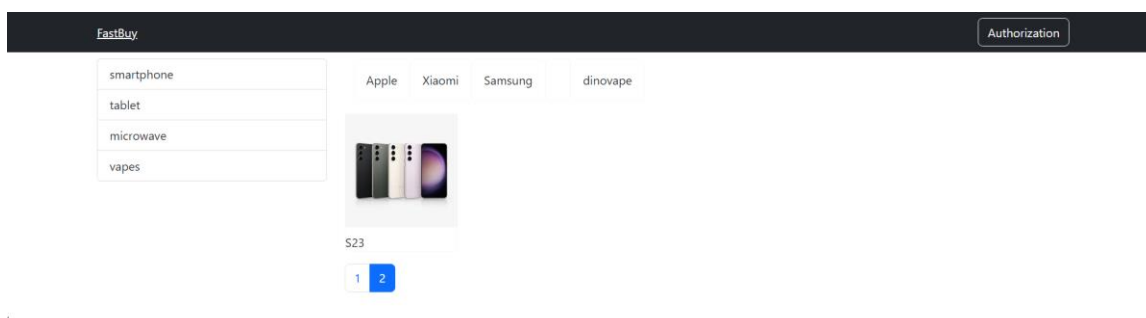 FastBuy Authorization
smartphone
tablet
microwave
vapes
Apple Xiaomi Samsung dinovape
S23
1 2